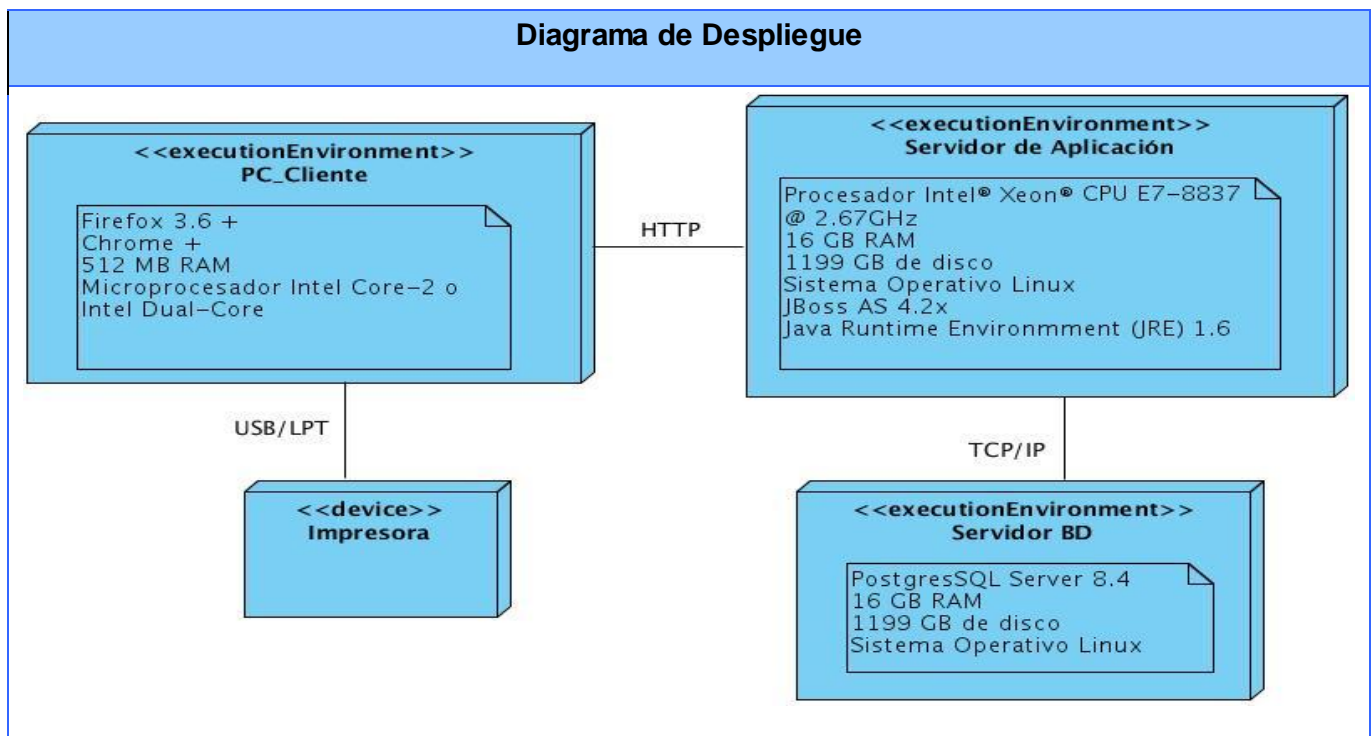 Diagrama de Despliegue
<<executionEnvironment>>
PC_Cliente
Firefox 3.6 +
Chrome +
512 MB RAM
Microprocesador Intel Core-2 o
Intel Dual-Core
HTTP
<<executionEnvironment>>
Servidor de Aplicación
Procesador Intel® Xeon® CPU E7-8837
@ 2.67GHz
16 GB RAM
1199 GB de disco
Sistema Operativo Linux
JBoss AS 4.2x
Java Runtime Environmment (JRE) 1.6
USB/LPT
TCP/IP
<<device>>
Impresora
<<executionEnvironment>>
Servidor BD
PostgresSQL Server 8.4
16 GB RAM
1199 GB de disco
Sistema Operativo Linux